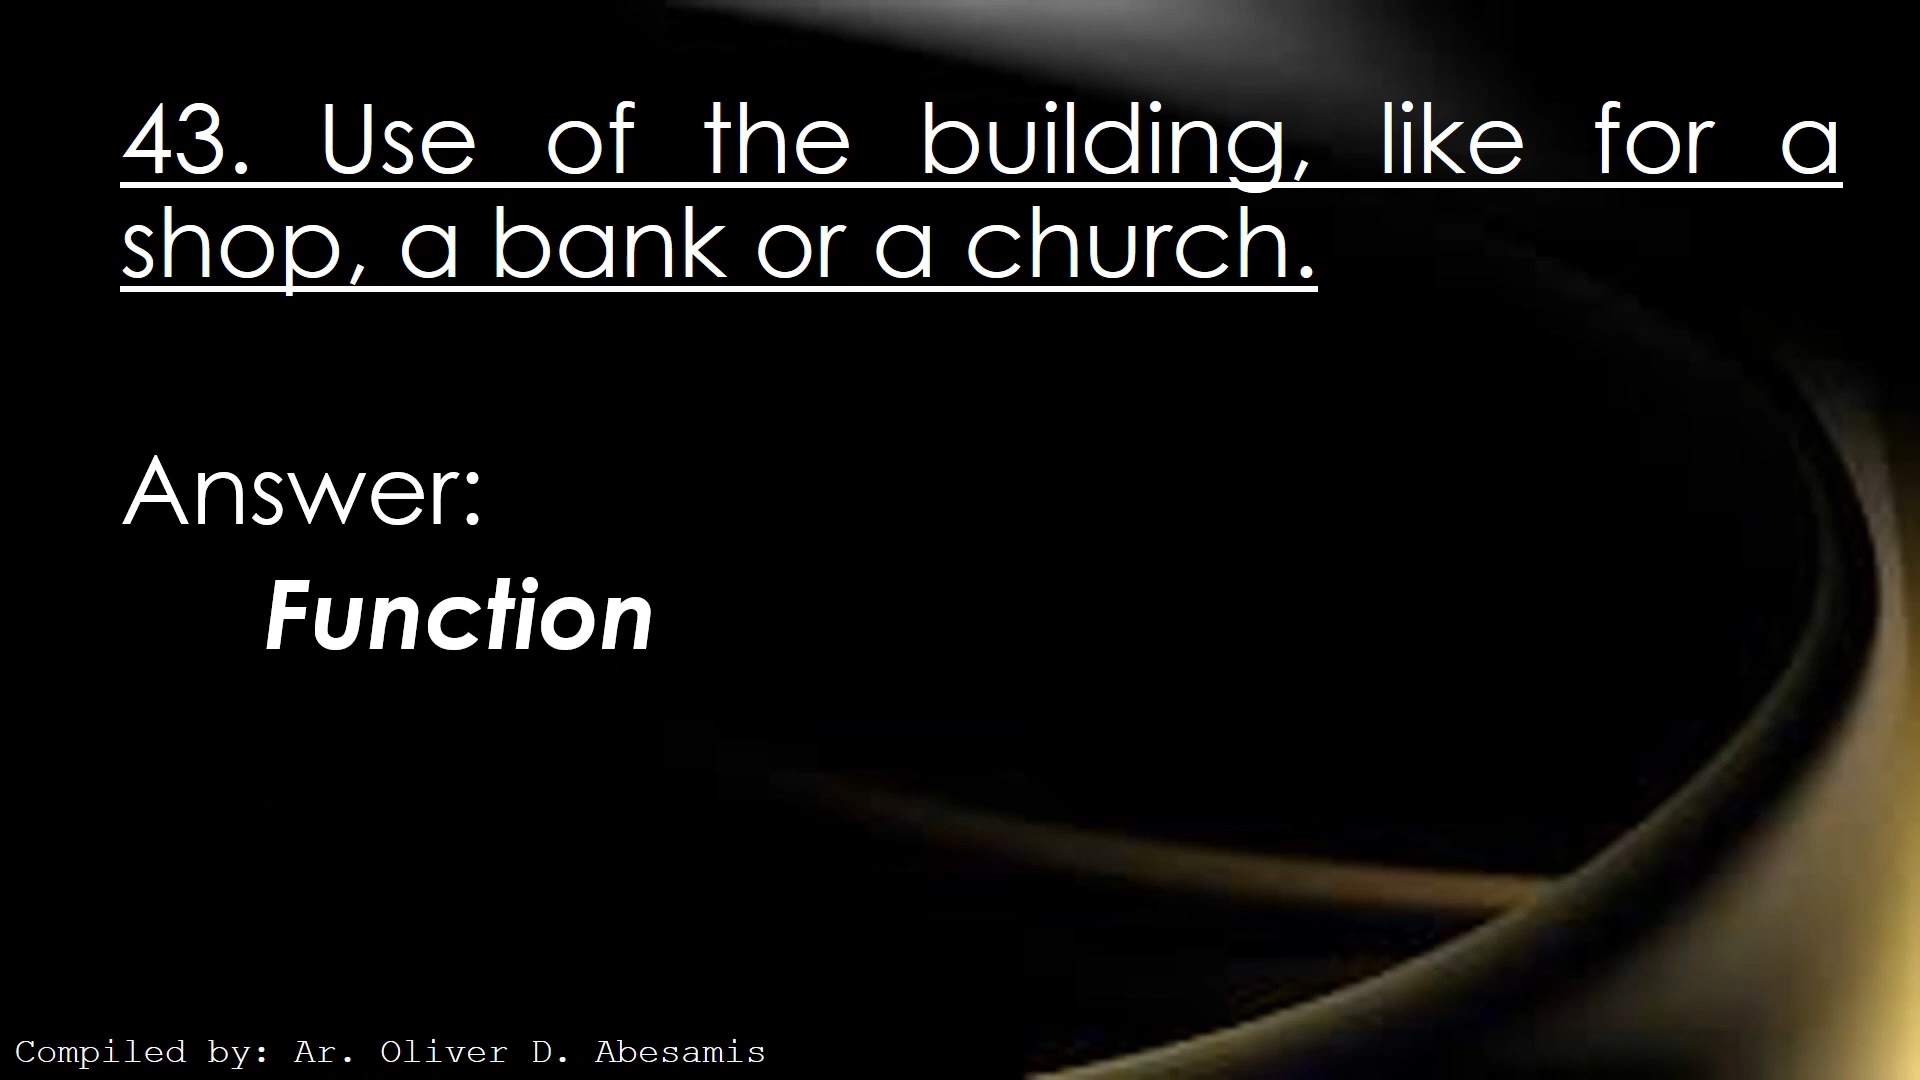 43. Use of the building, like for a
shop, a bank or a church.
Answer:
Function
Compiled by: Ar. Oliver D. Abesamis